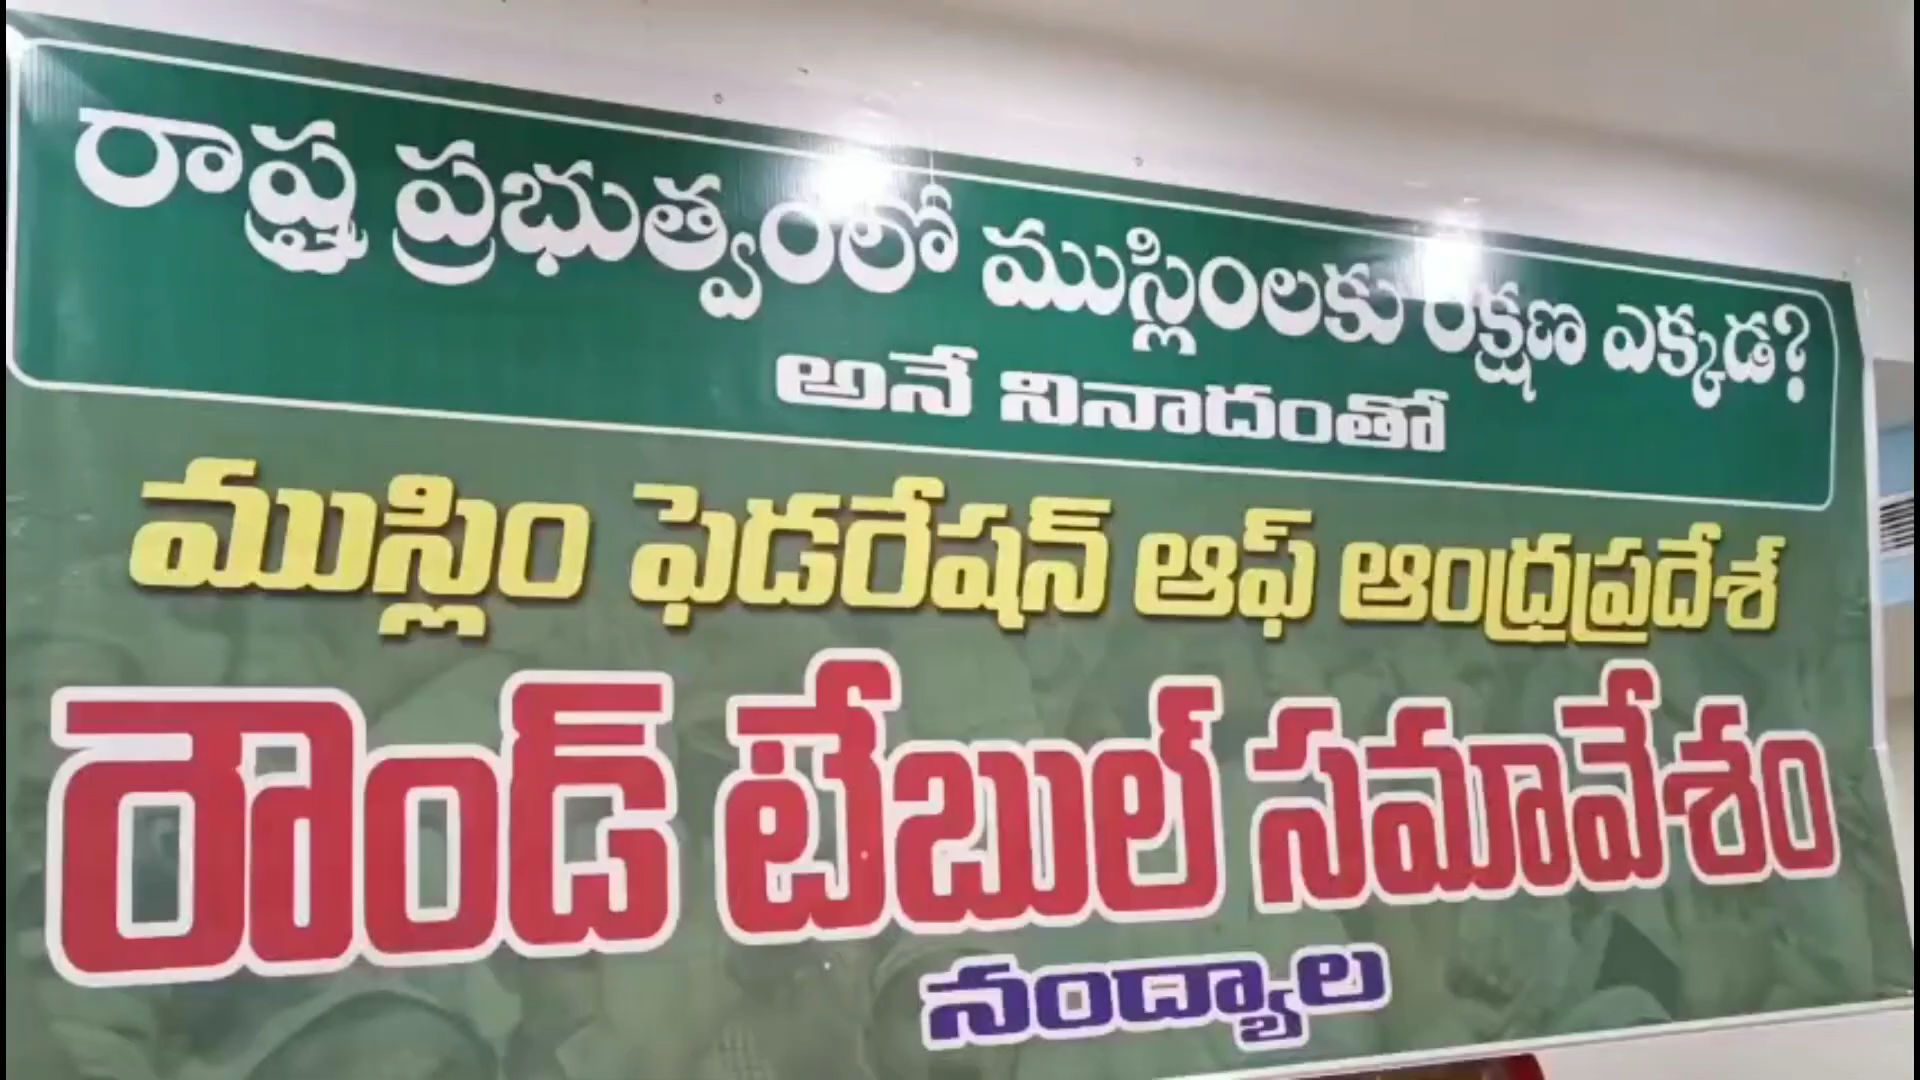 రాష్ట్ర ప్రభుత్వంలో ముస్లింలకు రక్షణ ఎక్కడ?
అనే నినాదంతో
ముస్లిం ఫెడరేషన్ ఆఫ్ ఆంధ్రప్రదేశ్
రౌండ్ టేబుల్ సమావేశం
నంద్యాల